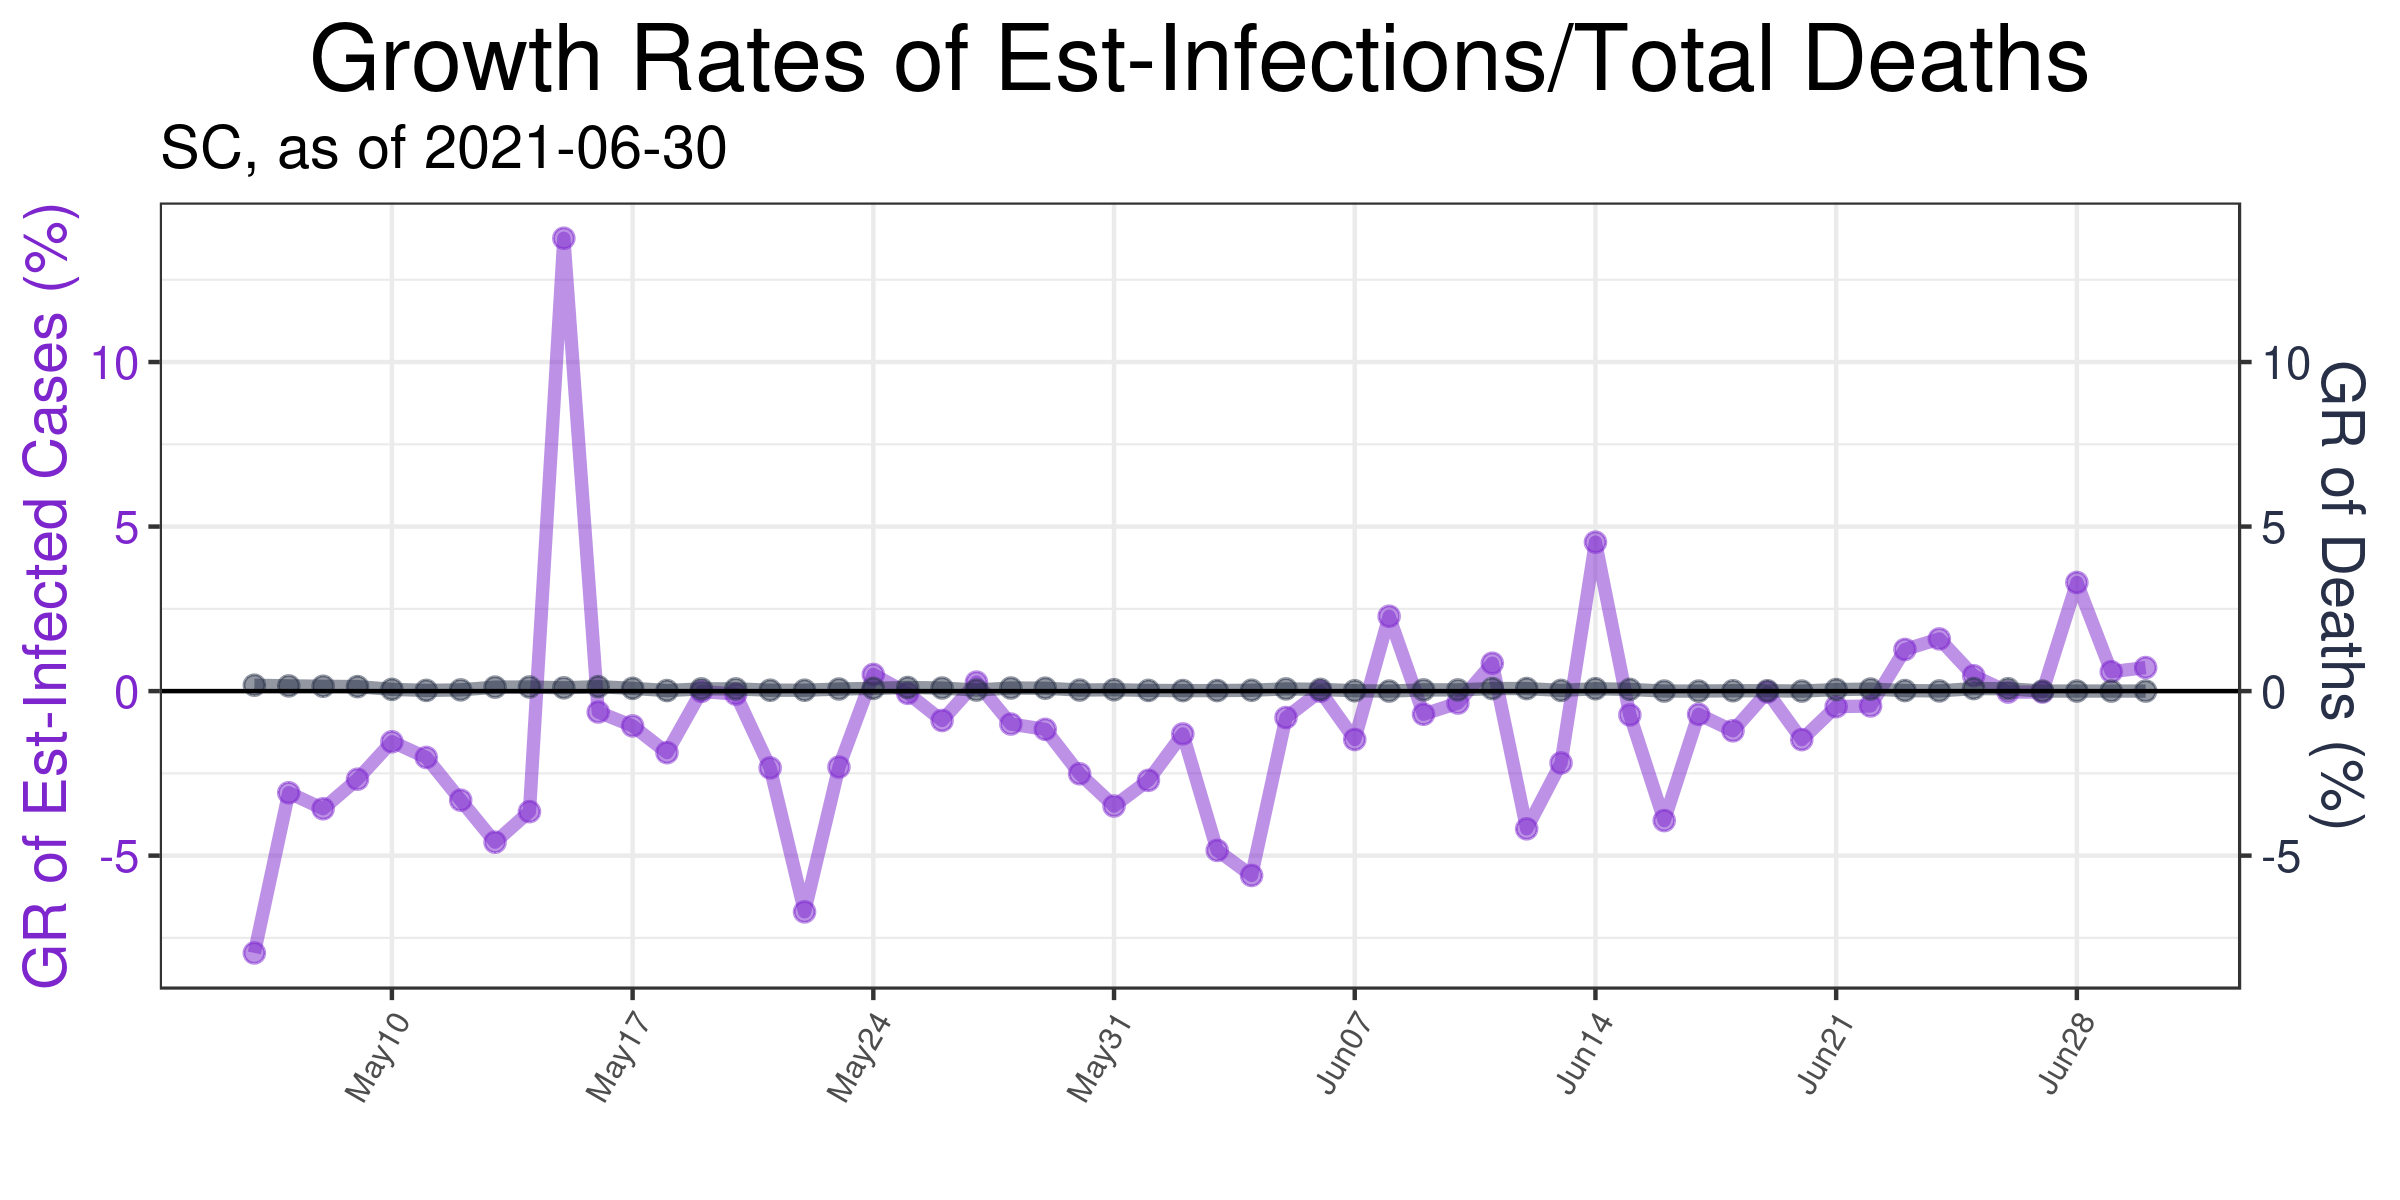 Growth Rates of Est-Infections/Total Deaths
SC, as of 2021-06-30
GR of Est-Infected Cases (%)
10
5
0
-5
10
5
0
-5
GR of Deaths (%)
May10
May17
May24
May31
Jun07
Jun14
Jun21
Jun28